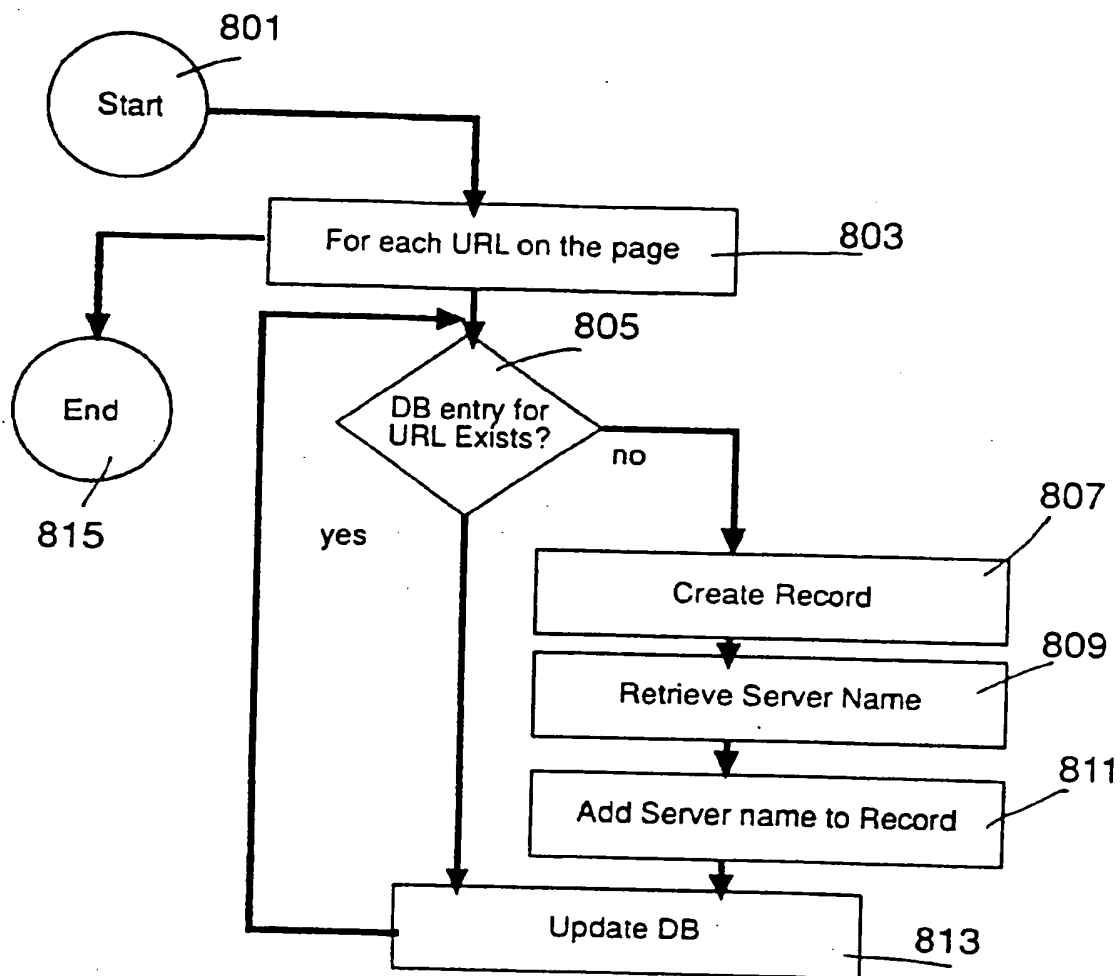 801
Start
For each URL on the page
803
805
End
DB entry for
URL Exists?
no
815
yes
807
Create Record
809
Retrieve Server Name
811
Add Server name to Record
Update DB
813